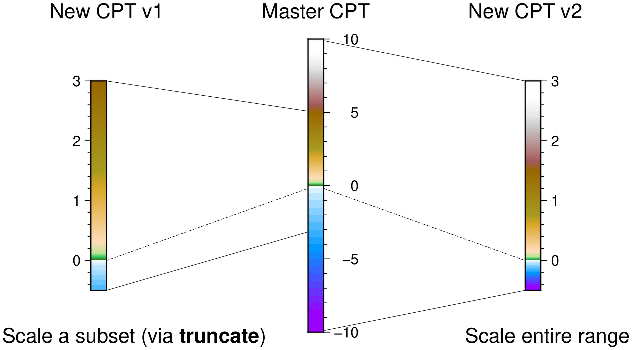 New CPT v1
Master CPT
New CPT v2
3
2
1
0
10
5
0
−5
−10
3
2
1
0
Scale a subset (via truncate)
Scale entire range